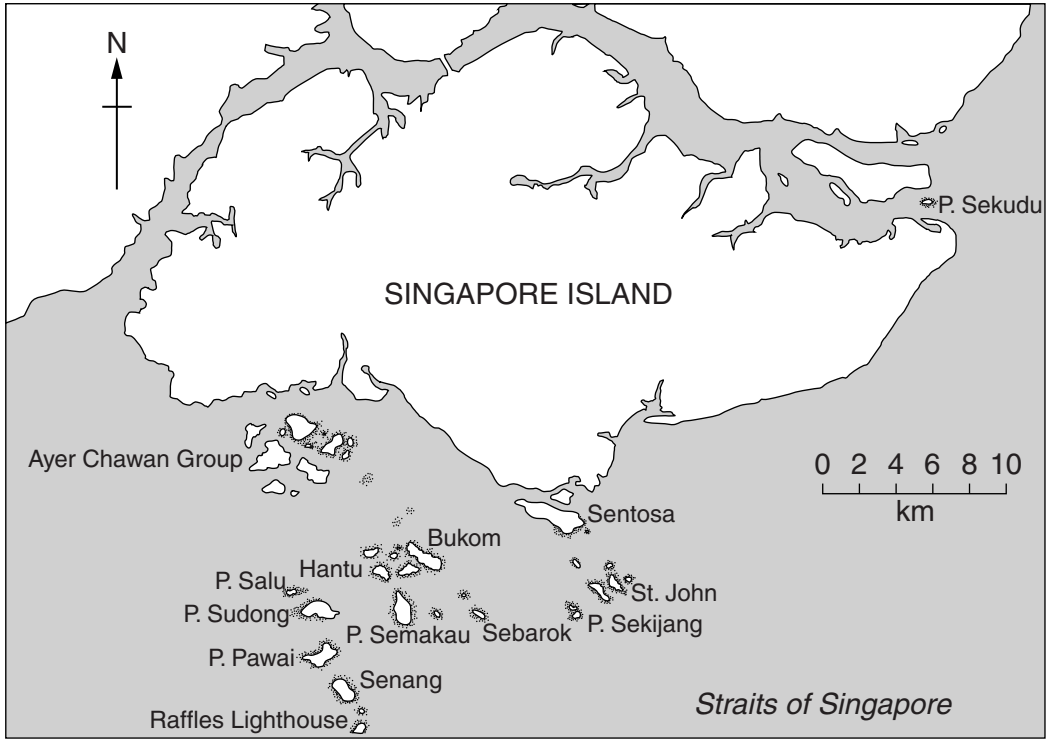 N
P. Sekudu
SINGAPORE ISLAND
Ayer Chawan Group
0 2 4 6 8 10
km
Sentosa
Bukom
Hantu
P. Salu
St. John
P. Sudong
P. Semakau
Sebarok
P. Sekijang
P. Pawai
Senang
Straits of Singapore
Raffles Lighthouse